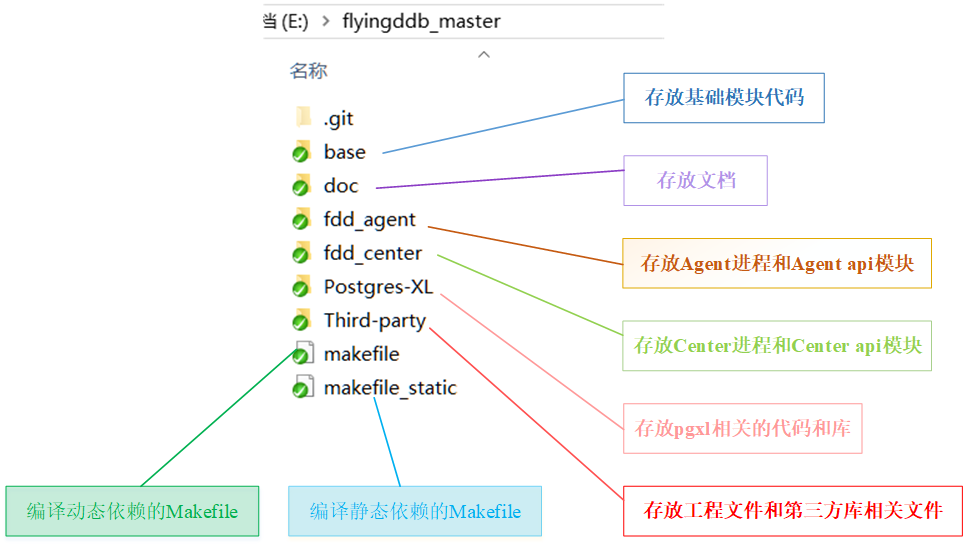 当 (E:) > flyingddb_master
名称
.git
base
doc
fdd_agent
fdd_center
Postgres-XL
Third-party
makefile
makefile_static
存放基础模块代码
存放文档
存放Agent进程和Agent api模块
存放Center进程和Center api模块
存放pgxl相关的代码和库
存放工程文件和第三方库相关文件
编译动态依赖的Makefile
编译静态依赖的Makefile